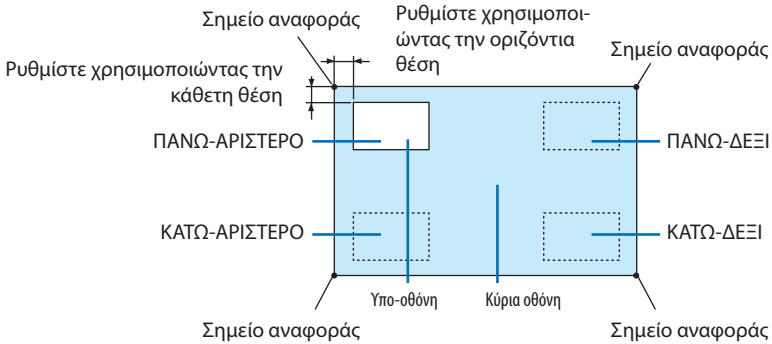 Σημείο αναφοράς
Ρυθμίστε χρησιμοποι-
ώντας την οριζόντια
θέση
Σημείο αναφοράς
Ρυθμίστε χρησιμοποιώντας την
κάθετη θέση
ΠΑΝΩ-ΑΡΙΣΤΕΡΟ
ΠΑΝΩ-ΔΕΞΙ
ΚΑΤΩ-ΑΡΙΣΤΕΡΟ
ΚΑΤΩ-ΔΕΞΙ
Υπο-οθόνη
Κύρια οθόνη
Σημείο αναφοράς
Σημείο αναφοράς